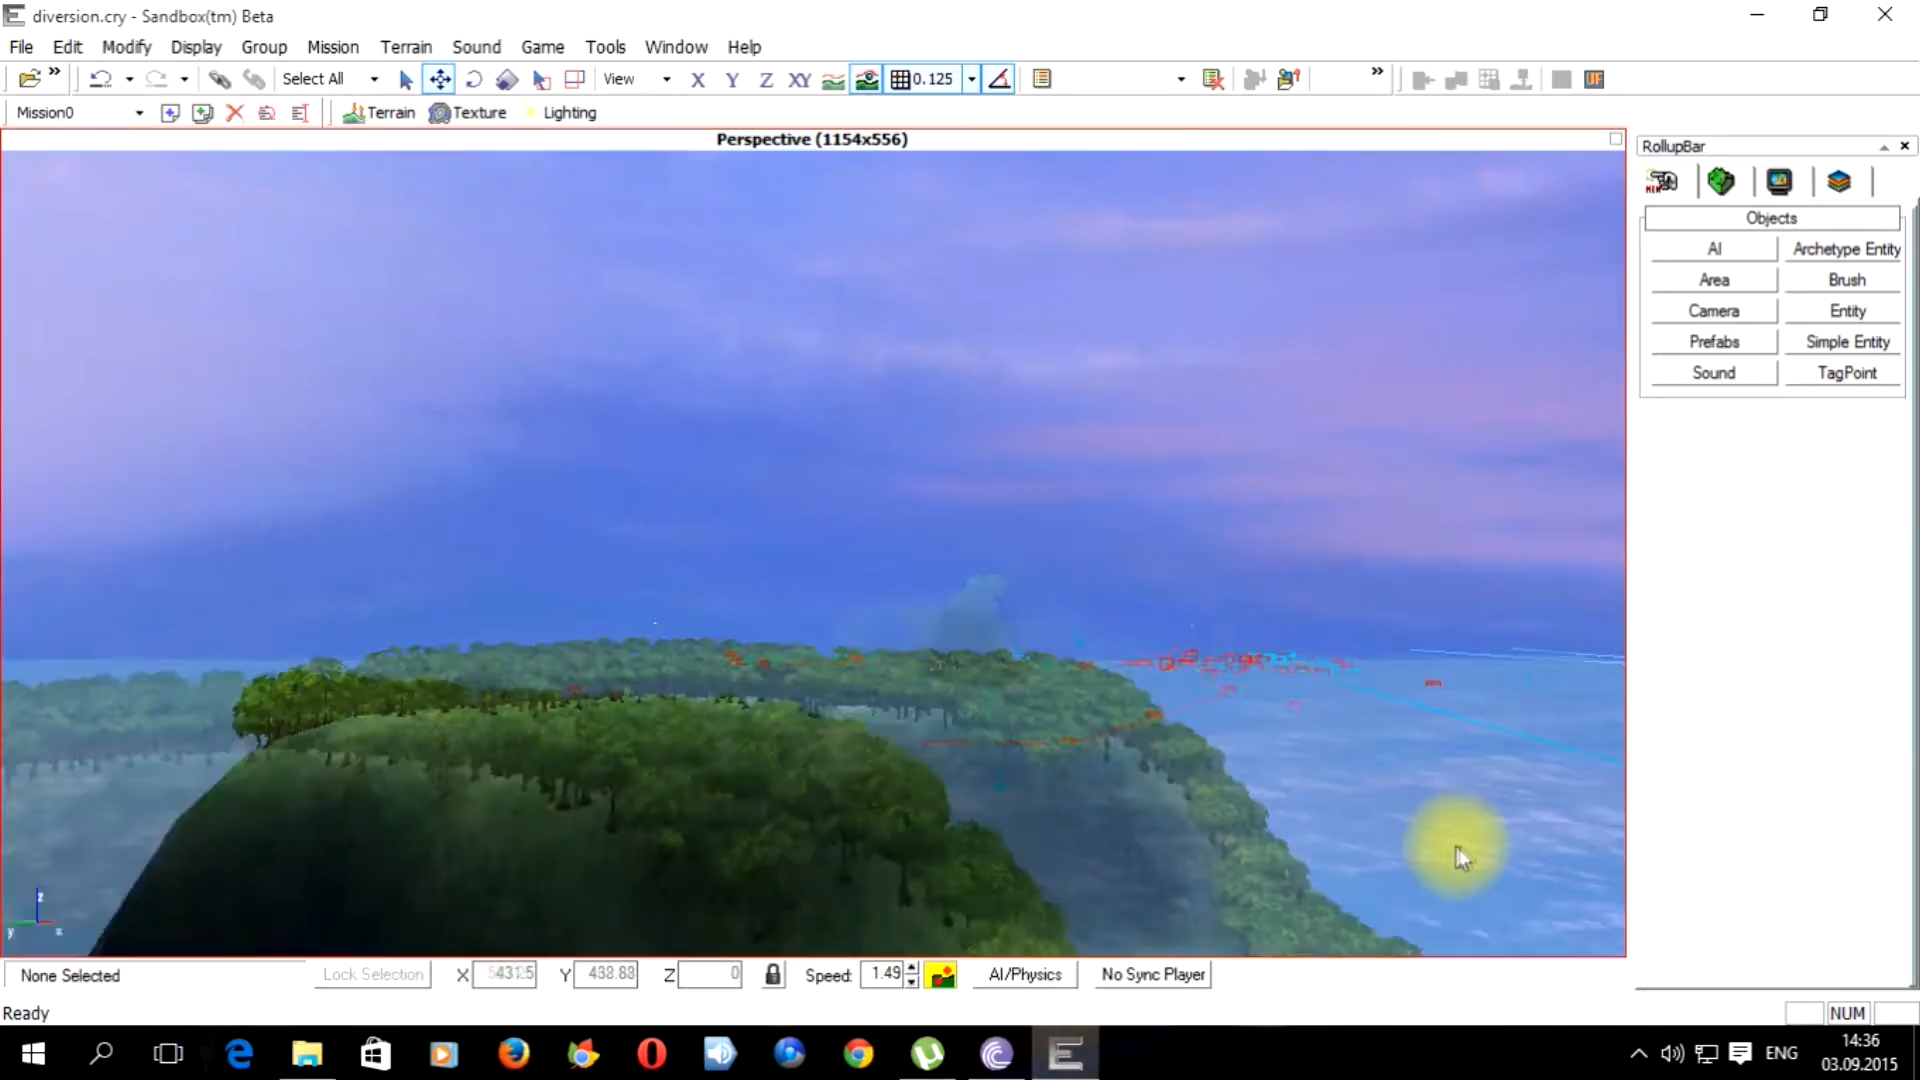 diversion.cry - Sandbox(tm) Beta
File Edit Modify Display Group Mission Terrain Sound Game Tools Window Help
Select All View X Y Z XY 0.125
Mission0 Terrain Texture Lighting
Perspective (1154x556)
RollupBar
Objects
AI Archetype Entity
Area Brush
Camera Entity
Prefabs Simple Entity
Sound TagPoint
z
y x
None Selected Lock Selection X Y 438.88 Z 0 Speed: 1.49 AI/Physics No Sync Player
Ready NUM
ENG 14:36
03.09.2015